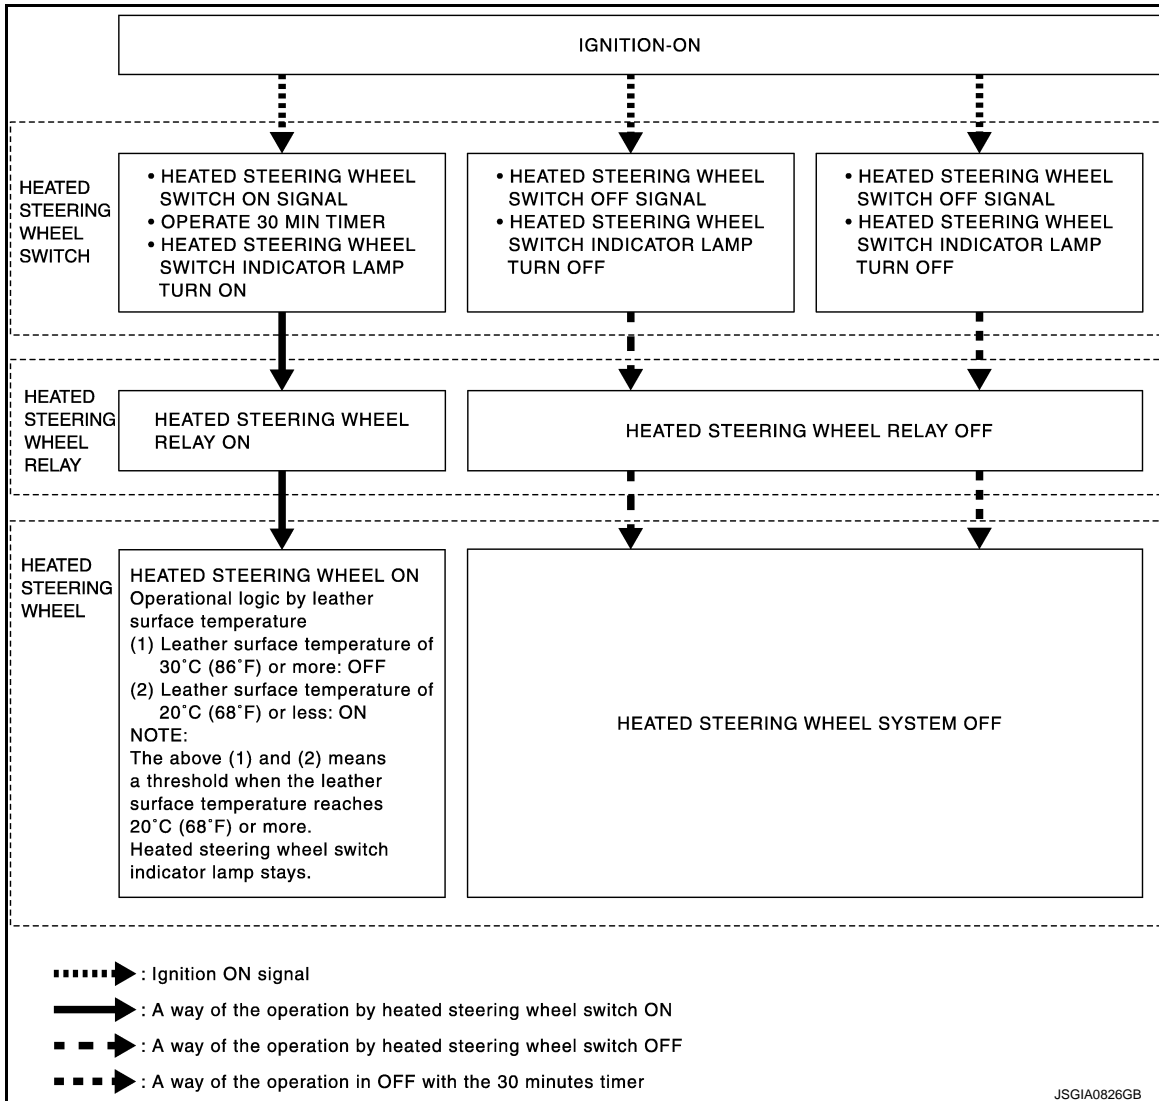 IGNITION-ON
HEATED
STEERING
WHEEL
SWITCH
• HEATED STEERING WHEEL
SWITCH ON SIGNAL
• OPERATE 30 MIN TIMER
• HEATED STEERING WHEEL
SWITCH INDICATOR LAMP
TURN ON
• HEATED STEERING WHEEL
SWITCH OFF SIGNAL
• HEATED STEERING WHEEL
SWITCH INDICATOR LAMP
TURN OFF
• HEATED STEERING WHEEL
SWITCH OFF SIGNAL
• HEATED STEERING WHEEL
SWITCH INDICATOR LAMP
TURN OFF
HEATED
STEERING
WHEEL
RELAY
HEATED STEERING WHEEL
RELAY ON
HEATED STEERING WHEEL RELAY OFF
HEATED
STEERING
WHEEL
HEATED STEERING WHEEL ON
Operational logic by leather
surface temperature
(1) Leather surface temperature of
30˚C (86˚F) or more: OFF
(2) Leather surface temperature of
20˚C (68˚F) or less: ON
NOTE:
The above (1) and (2) means
a threshold when the leather
surface temperature reaches
20˚C (68˚F) or more.
Heated steering wheel switch
indicator lamp stays.
HEATED STEERING WHEEL SYSTEM OFF
: Ignition ON signal
: A way of the operation by heated steering wheel switch ON
: A way of the operation by heated steering wheel switch OFF
: A way of the operation in OFF with the 30 minutes timer
JSGIA0826GB